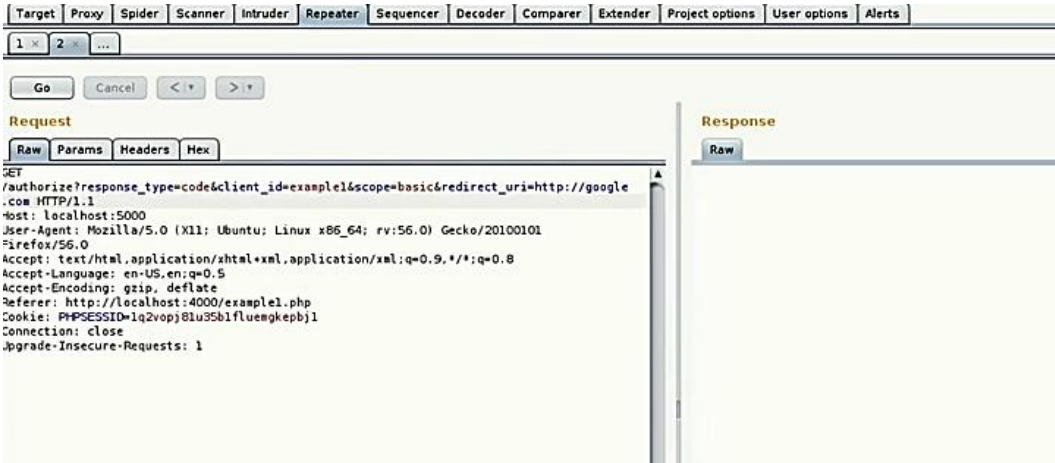 Target Proxy Spider Scanner Intruder Repeater Sequencer Decoder Comparer Extender Project options User options Alerts
1 × 2 × ...
Go Cancel < >
Request
Response
Raw Params Headers Hex
Raw
GET
/authorize?response_type=code&client_id=example1&scope=basic&redirect_uri=http://google
.com HTTP/1.1
Host: localhost:5000
User-Agent: Mozilla/5.0 (X11; Ubuntu; Linux x86_64; rv:56.0) Gecko/20100101
Firefox/56.0
Accept: text/html,application/xhtml+xml,application/xml;q=0.9,*/*;q=0.8
Accept-Language: en-US,en;q=0.5
Accept-Encoding: gzip, deflate
Referer: http://localhost:4000/example1.php
Cookie: PHPSESSID=1q2vopj81u35b1fluemgkepbj1
Connection: close
Upgrade-Insecure-Requests: 1